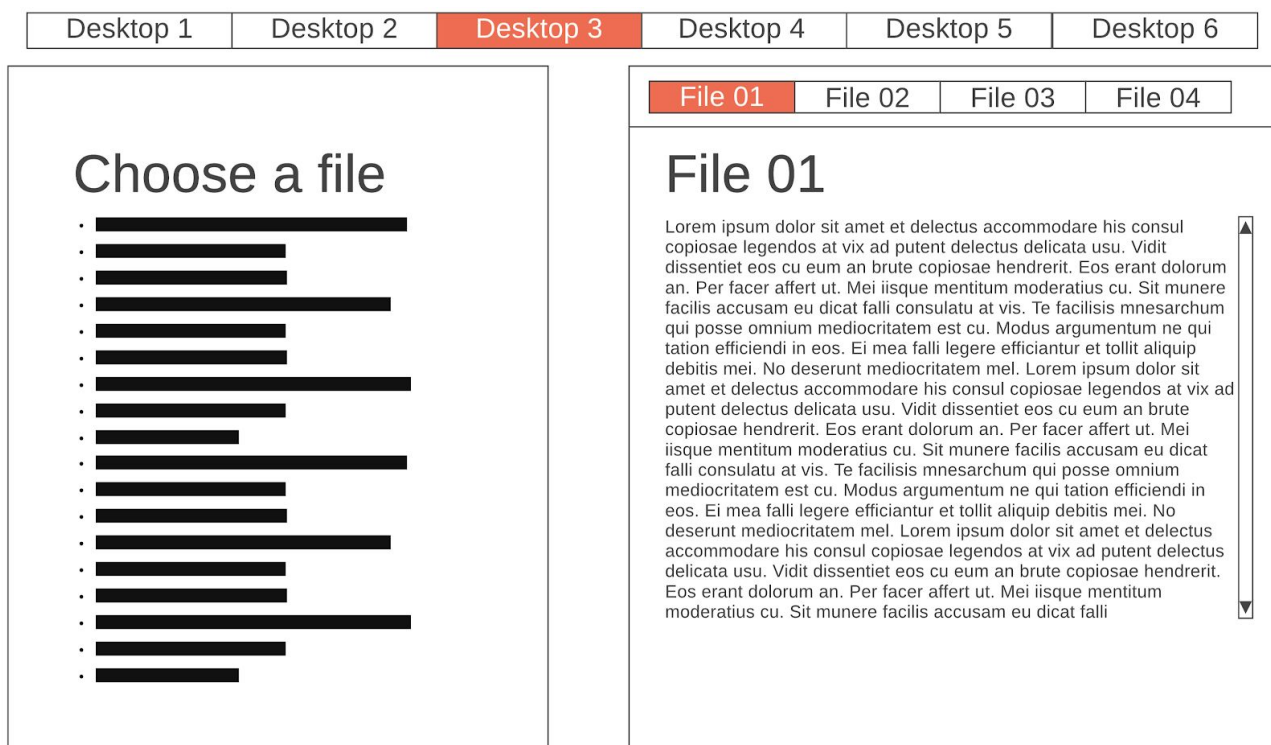 Desktop 1 Desktop 2 Desktop 3 Desktop 4 Desktop 5 Desktop 6
Choose a file
File 01 File 02 File 03 File 04
File 01
Lorem ipsum dolor sit amet et delectus accommodare his consul
copiosae legendos at vix ad putent delectus delicata usu. Vidit
dissentiet eos cu eum an brute copiosae hendrerit. Eos erant dolorum
an. Per facer affert ut. Mei iisque mentitum moderatius cu. Sit munere
facilis accusam eu dicat falli consulatu at vis. Te facilisis mnesarchum
qui posse omnium mediocritatem est cu. Modus argumentum ne qui
tation efficiendi in eos. Ei mea falli legere efficiantur et tollit aliquip
debitis mei. No deserunt mediocritatem mel. Lorem ipsum dolor sit
amet et delectus accommodare his consul copiosae legendos at vix ad
putent delectus delicata usu. Vidit dissentiet eos cu eum an brute
copiosae hendrerit. Eos erant dolorum an. Per facer affert ut. Mei
iisque mentitum moderatius cu. Sit munere facilis accusam eu dicat
falli consulatu at vis. Te facilisis mnesarchum qui posse omnium
mediocritatem est cu. Modus argumentum ne qui tation efficiendi in
eos. Ei mea falli legere efficiantur et tollit aliquip debitis mei. No
deserunt mediocritatem mel. Lorem ipsum dolor sit amet et delectus
accommodare his consul copiosae legendos at vix ad putent delectus
delicata usu. Vidit dissentiet eos cu eum an brute copiosae hendrerit.
Eos erant dolorum an. Per facer affert ut. Mei iisque mentitum
moderatius cu. Sit munere facilis accusam eu dicat falli